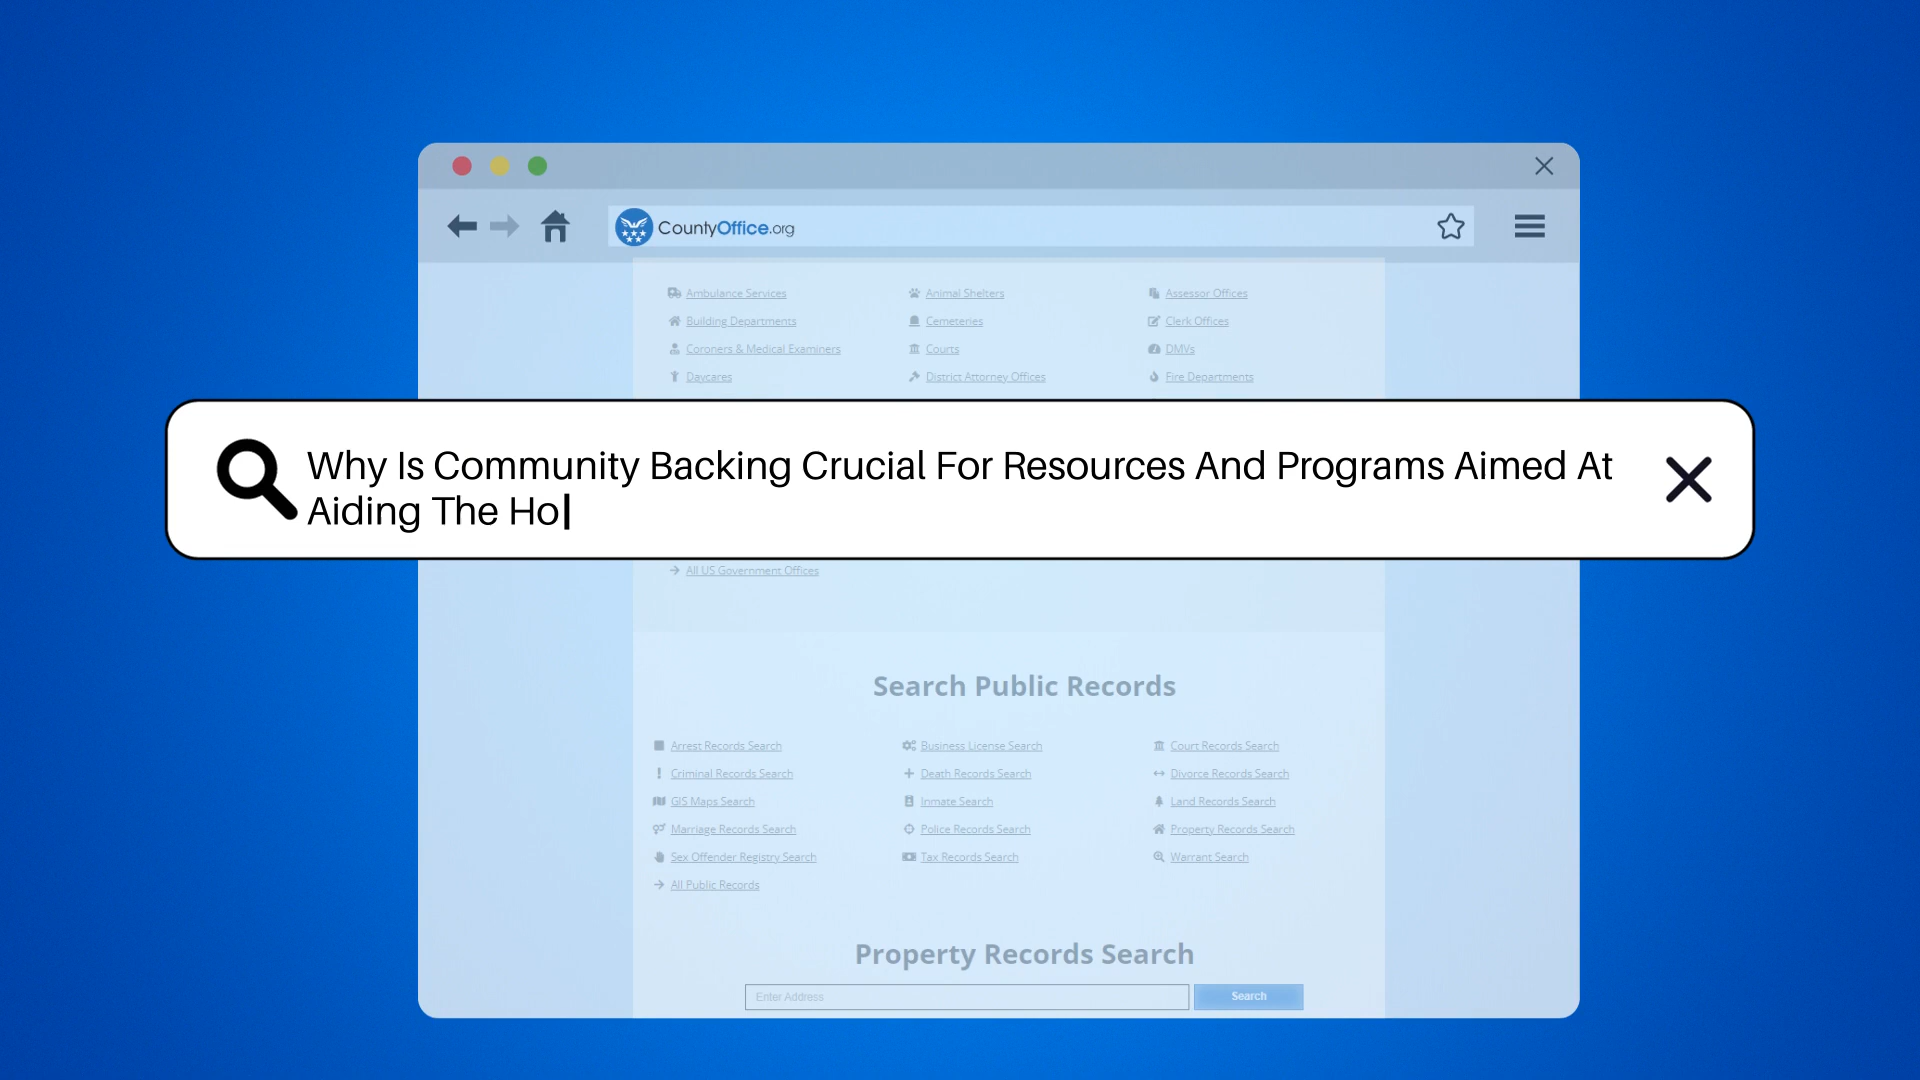 CountyOffice.org
Ambulance Services Animal Shelters Assessor Offices
Building Departments Cemeteries Clerk Offices
Coroners & Medical Examiners Courts DMVs
Daycares District Attorney Offices Fire Departments
Why Is Community Backing Crucial For Resources And Programs Aimed At
Aiding The Ho
All US Government Offices
Search Public Records
Arrest Records Search Business License Search Court Records Search
Criminal Records Search Death Records Search Divorce Records Search
GIS Maps Search Inmate Search Land Records Search
Marriage Records Search Police Records Search Property Records Search
Sex Offender Registry Search Tax Records Search Warrant Search
All Public Records
Property Records Search
Enter Address Search